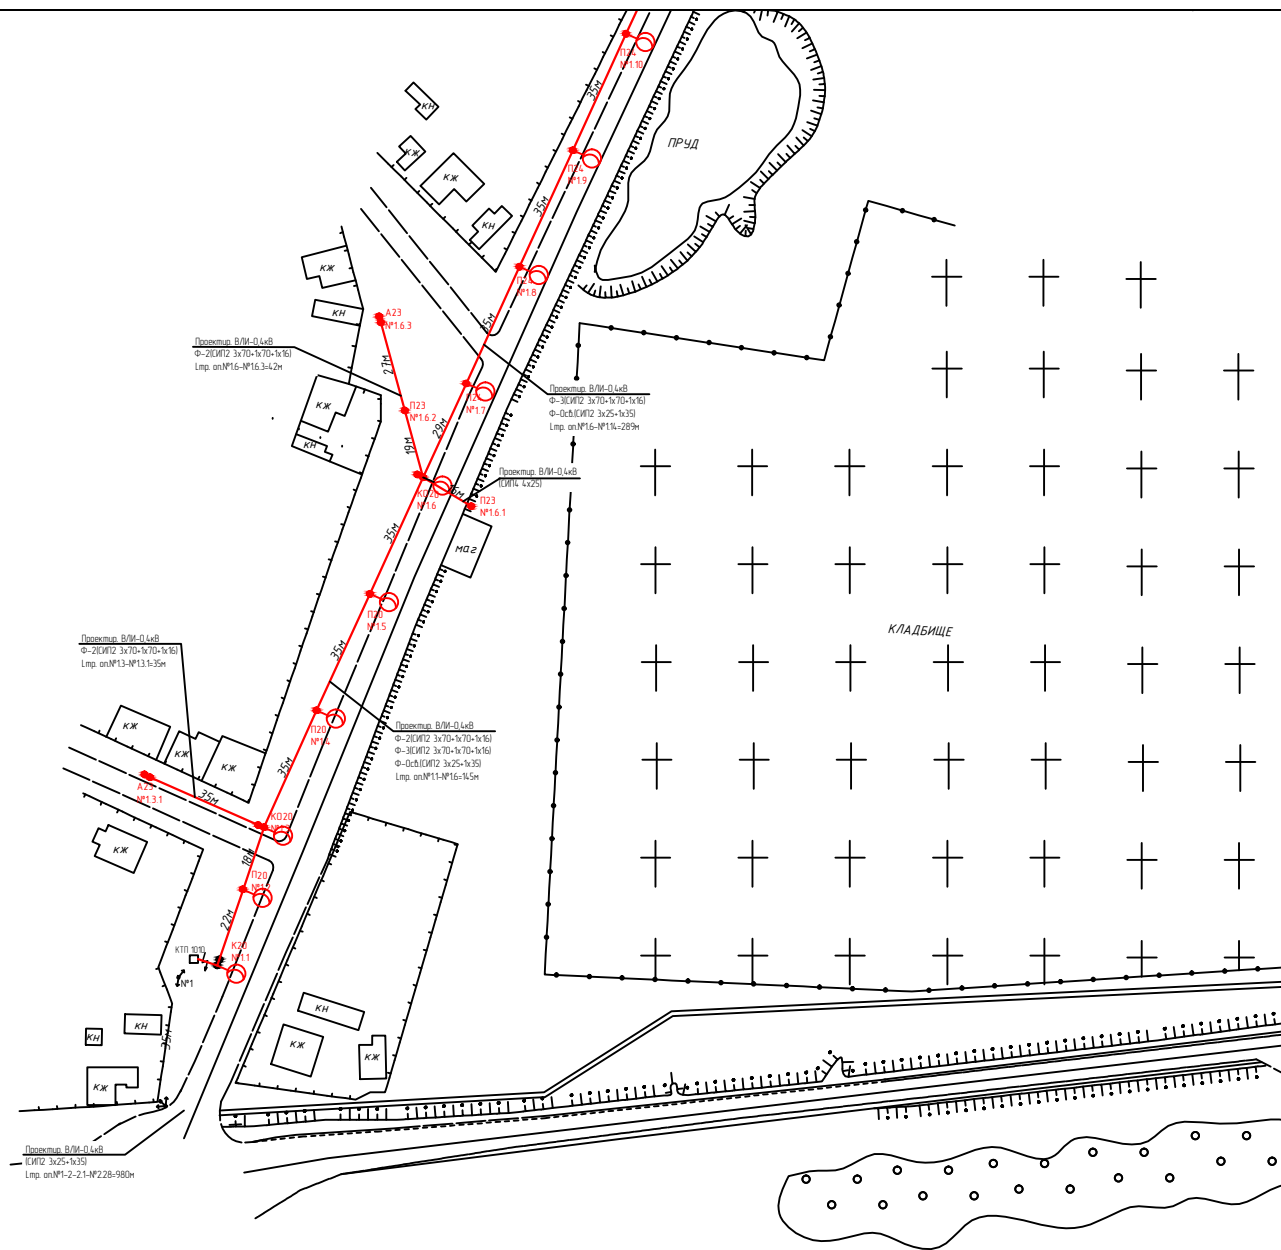 П24
№1.10
35м
КН
ПРУД
КЖ
П24
№1.9
КЖ
35м
КН
КЖ
П24
№1.8
КН
А23
№1.6.3
35м
Проектир. ВЛИ-0,4кВ
Ф-2(СИП2 3х70+1х70+1х16)
Lтр. оп.№1.6-№1.6.3=42м
27м
П24
№1.7
Проектир. ВЛИ-0,4кВ
Ф-3(СИП2 3х70+1х70+1х16)
Ф-Осв.(СИП2 3х25+1х35)
Lтр. оп.№1.6-№1.14=289м
КЖ
П23
№1.6.2
29м
КН
19м
Проектир. ВЛИ-0,4кВ
(СИП4 4х25)
КО20
№1.6
П23
№1.6.1
35м
маг
П20
№1.5
КЛАДБИЩЕ
Проектир. ВЛИ-0,4кВ
Ф-2(СИП2 3х70+1х70+1х16)
Lтр. оп.№1.3-№1.3.1=35м
35м
КЖ
П20
№1.4
Проектир. ВЛИ-0,4кВ
Ф-2(СИП2 3х70+1х70+1х16)
Ф-3(СИП2 3х70+1х70+1х16)
Ф-Осв.(СИП2 3х25+1х35)
Lтр. оп.№1.1-№1.6=145м
КЖ
КЖ
35м
А23
№1.3.1
35м
КО20
КЖ
18м
П20
22м
КТП 1010
К20
№1.1
№1
КН
КН
35м
КН
КЖ
КЖ
КЖ
Проектир. ВЛИ-0,4кВ
(СИП2 3х25+1х35)
Lтр. оп.№1-2-2.1-№2.28=980м